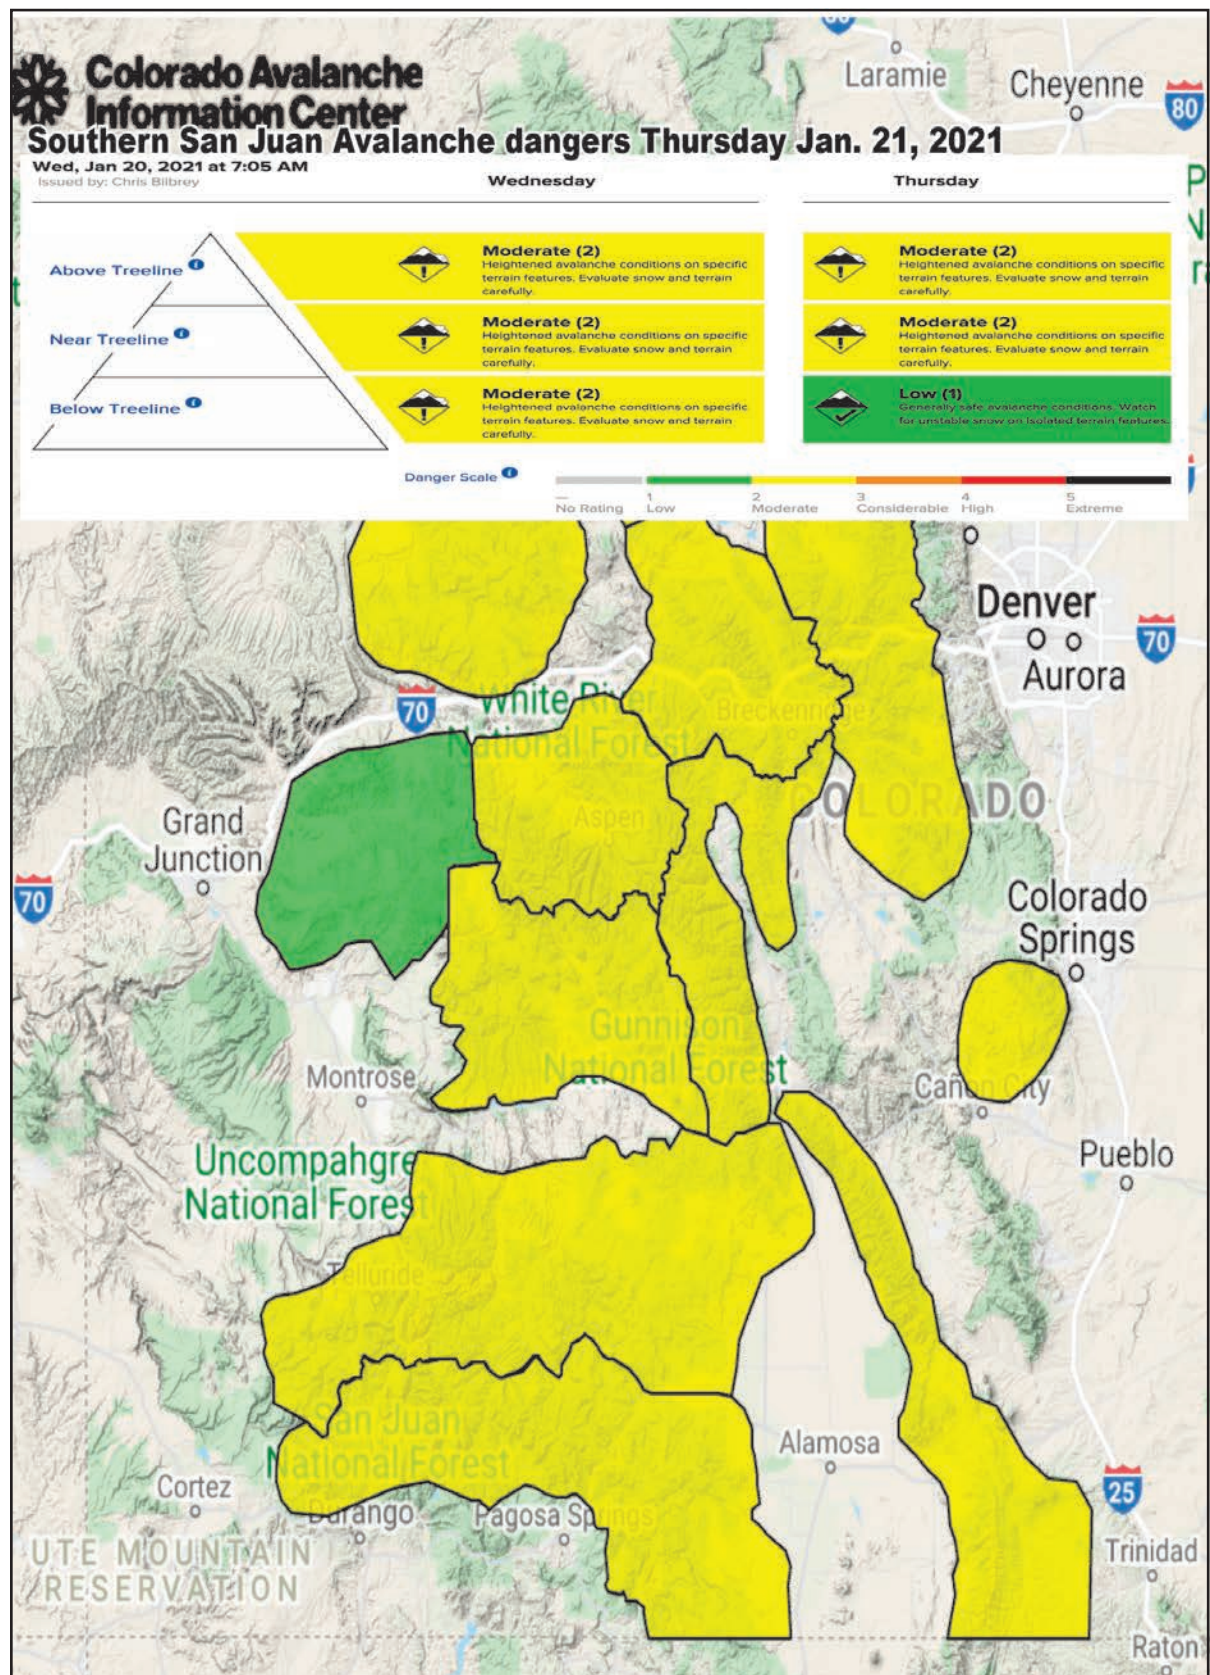 80
Laramie
Cheyenne
80
Colorado Avalanche
Information Center
Southern San Juan Avalanche dangers Thursday Jan. 21, 2021
Wed, Jan 20, 2021 at 7:05 AM
Issued by: Chris Bilbrey
Wednesday
Thursday
Above Treeline
Moderate (2)
Heightened avalanche conditions on specific
terrain features. Evaluate snow and terrain
carefully.
Moderate (2)
Heightened avalanche conditions on specific
terrain features. Evaluate snow and terrain
carefully.
Near Treeline
Moderate (2)
Heightened avalanche conditions on specific
terrain features. Evaluate snow and terrain
carefully.
Moderate (2)
Heightened avalanche conditions on specific
terrain features. Evaluate snow and terrain
carefully.
Below Treeline
Moderate (2)
Heightened avalanche conditions on specific
terrain features. Evaluate snow and terrain
carefully.
Low (1)
Generally safe avalanche conditions. Watch
for unstable snow on isolated terrain features.
Danger Scale
—
No Rating
1
Low
2
Moderate
3
Considerable
4
High
5
Extreme
Denver
Aurora
70
70
White River
National Forest
Breckenridge
COLORADO
Aspen
Grand
Junction
70
Colorado
Springs
Gunnison
National Forest
Montrose
Cañon City
Pueblo
Uncompahgre
National Forest
Telluride
San Juan
National Forest
Alamosa
Cortez
Durango
Pagosa Springs
25
UTE MOUNTAIN
RESERVATION
Trinidad
Raton